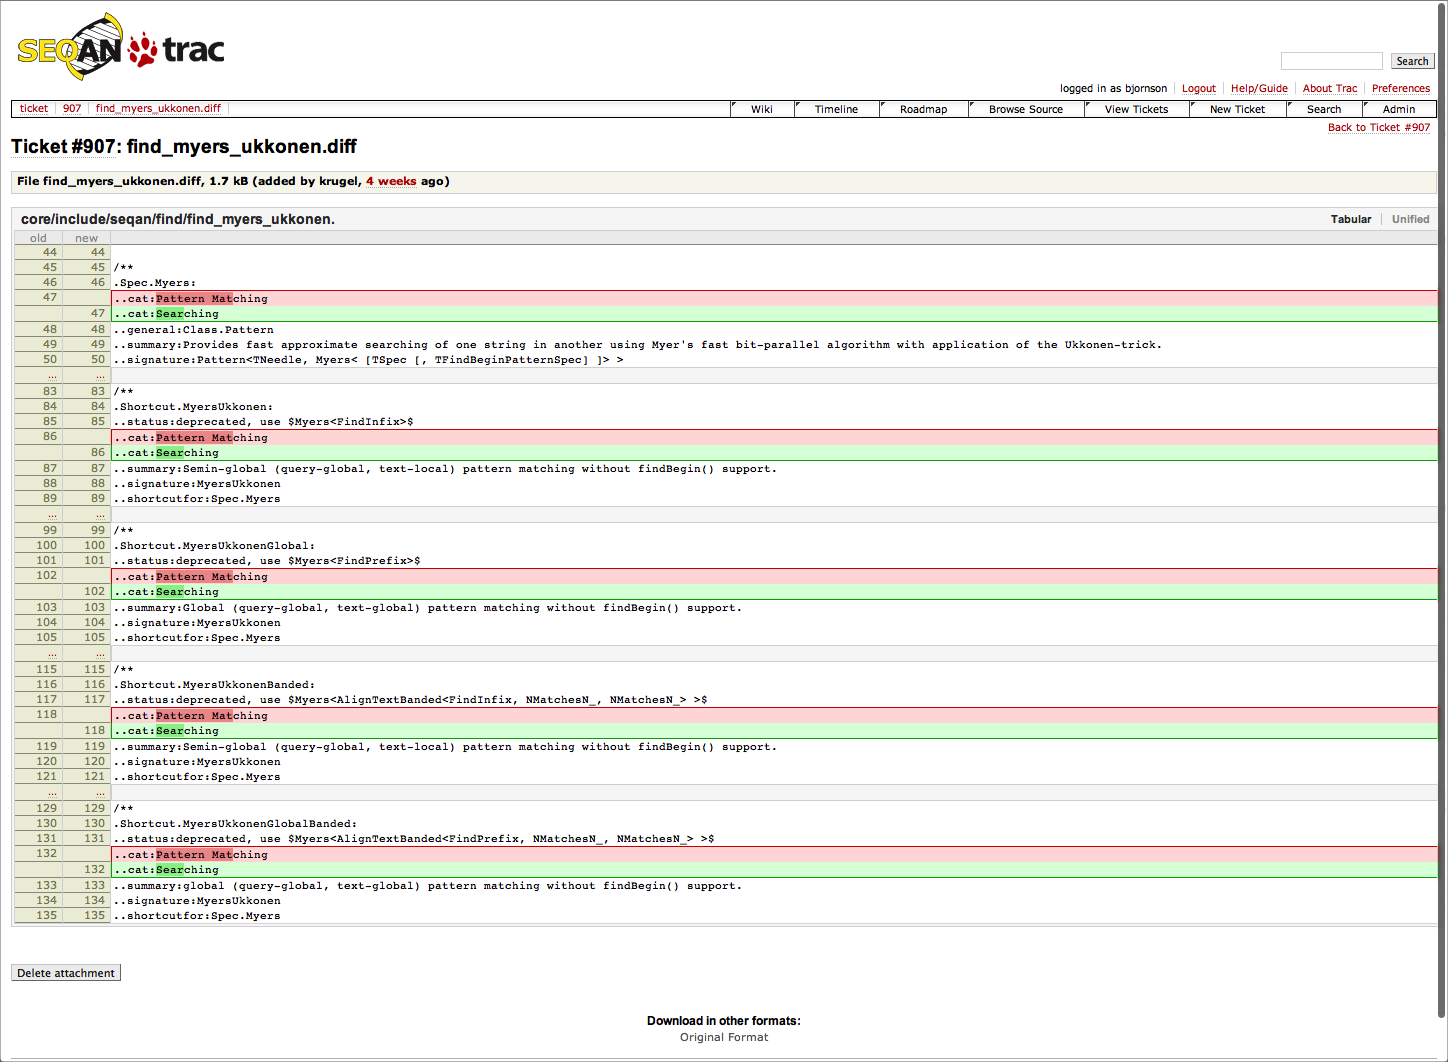 SEQAN trac
Search
logged in as bjornson Logout Help/Guide About Trac Preferences
ticket 907 find_myers_ukkonen.diff Wiki Timeline Roadmap Browse Source View Tickets New Ticket Search Admin
Back to Ticket #907
Ticket #907: find_myers_ukkonen.diff
File find_myers_ukkonen.diff, 1.7 kB (added by krugel, 4 weeks ago)
core/include/seqan/find/find_myers_ukkonen. Tabular Unified
old new
44 44
45 45 /**
46 46 .Spec.Myers:
47 ..cat:Pattern Matching
47 ..cat:Searching
48 48 ..general:Class.Pattern
49 49 ..summary:Provides fast approximate searching of one string in another using Myer's fast bit-parallel algorithm with application of the Ukkonen-trick.
50 50 ..signature:Pattern<TNeedle, Myers< [TSpec [, TFindBeginPatternSpec] ]> >
... ...
83 83 /**
84 84 .Shortcut.MyersUkkonen:
85 85 ..status:deprecated, use $Myers<FindInfix>$
86 ..cat:Pattern Matching
86 ..cat:Searching
87 87 ..summary:Semin-global (query-global, text-local) pattern matching without findBegin() support.
88 88 ..signature:MyersUkkonen
89 89 ..shortcutfor:Spec.Myers
... ...
99 99 /**
100 100 .Shortcut.MyersUkkonenGlobal:
101 101 ..status:deprecated, use $Myers<FindPrefix>$
102 ..cat:Pattern Matching
102 ..cat:Searching
103 103 ..summary:Global (query-global, text-global) pattern matching without findBegin() support.
104 104 ..signature:MyersUkkonen
105 105 ..shortcutfor:Spec.Myers
... ...
115 115 /**
116 116 .Shortcut.MyersUkkonenBanded:
117 117 ..status:deprecated, use $Myers<AlignTextBanded<FindInfix, NMatchesN_, NMatchesN_> >$
118 ..cat:Pattern Matching
118 ..cat:Searching
119 119 ..summary:Semin-global (query-global, text-local) pattern matching without findBegin() support.
120 120 ..signature:MyersUkkonen
121 121 ..shortcutfor:Spec.Myers
... ...
129 129 /**
130 130 .Shortcut.MyersUkkonenGlobalBanded:
131 131 ..status:deprecated, use $Myers<AlignTextBanded<FindPrefix, NMatchesN_, NMatchesN_> >$
132 ..cat:Pattern Matching
132 ..cat:Searching
133 133 ..summary:global (query-global, text-global) pattern matching without findBegin() support.
134 134 ..signature:MyersUkkonen
135 135 ..shortcutfor:Spec.Myers
Delete attachment
Download in other formats:
Original Format